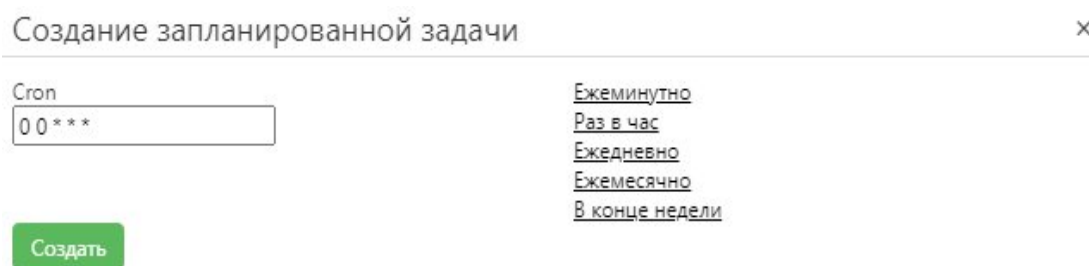 Создание запланированной задачи
×
Cron
0 0 * * *
Создать
Ежеминутно
Раз в час
Ежедневно
Ежемесячно
В конце недели